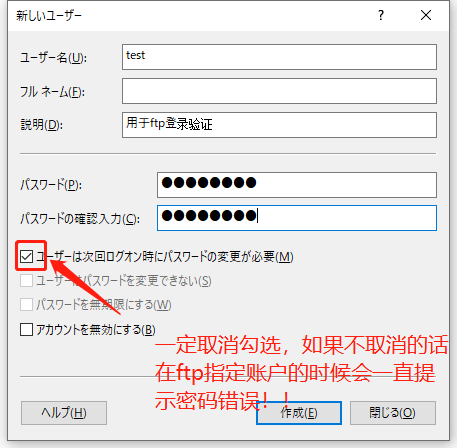 新しいユーザー
ユーザー名(U):
test
フル ネーム(F):
説明(D):
用于ftp登录验证
パスワード(P):
●●●●●●●●
パスワードの確認入力(C):
●●●●●●●●
ユーザーは次回ログオン時にパスワードの変更が必要(M)
ユーザーはパスワードを変更できない(S)
パスワードを無期限にする(W)
アカウントを無効にする(B)
一定取消勾选，如果不取消的话
在ftp指定账户的时候会一直提
示密码错误！！
ヘルプ(H)
作成(E)
閉じる(O)